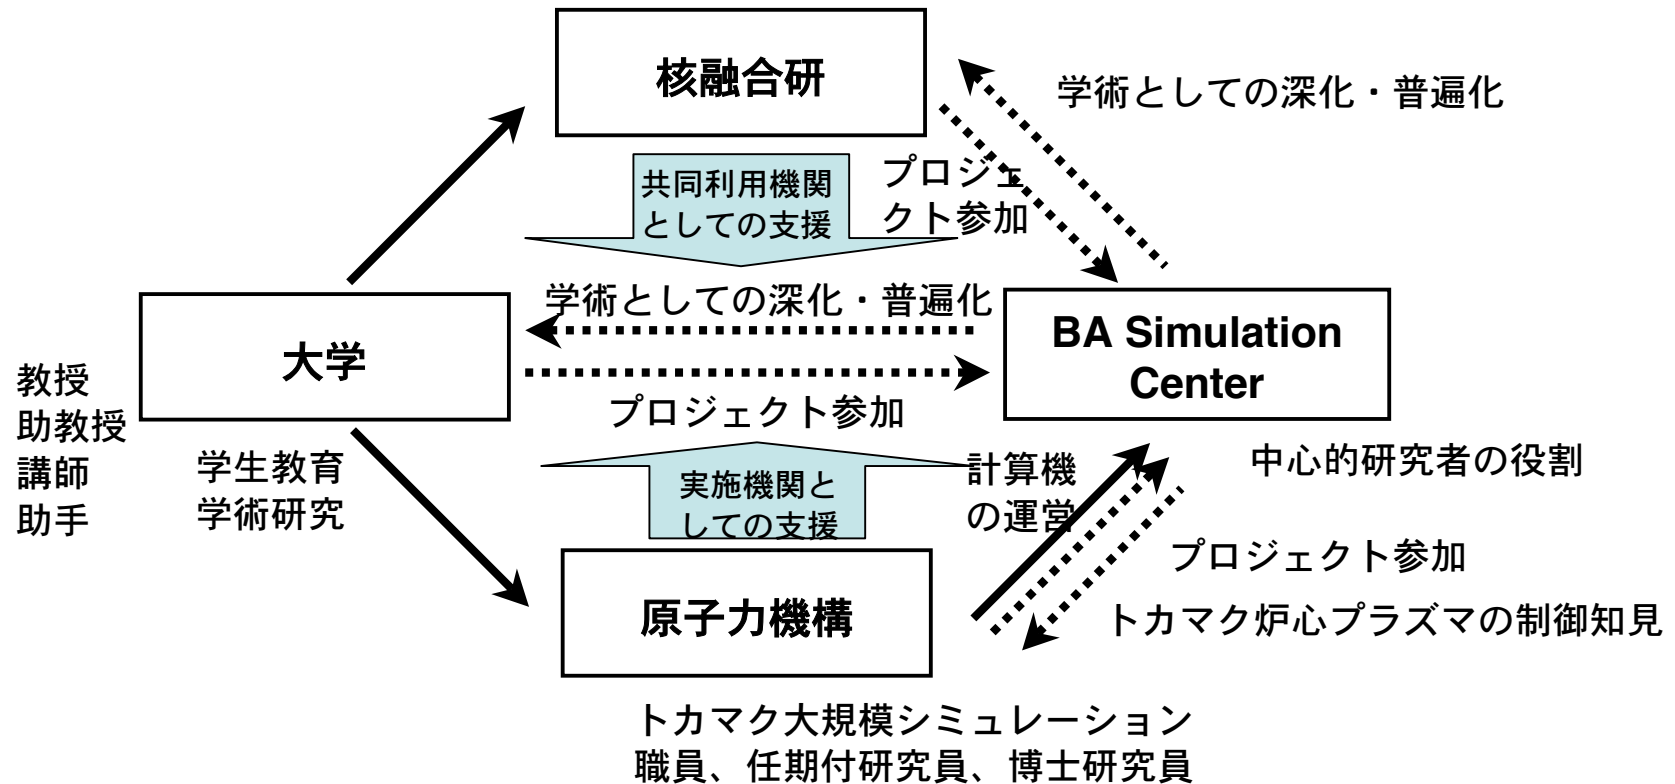 核融合研
学術としての深化・普遍化
共同利用機関
としての支援
プロジェ
クト参加
学術としての深化・普遍化
大学
BA Simulation
Center
教授
助教授
講師
助手
プロジェクト参加
学生教育
学術研究
実施機関と
しての支援
計算機
の運営
中心的研究者の役割
プロジェクト参加
原子力機構
トカマク炉心プラズマの制御知見
トカマク大規模シミュレーション
職員、任期付研究員、博士研究員